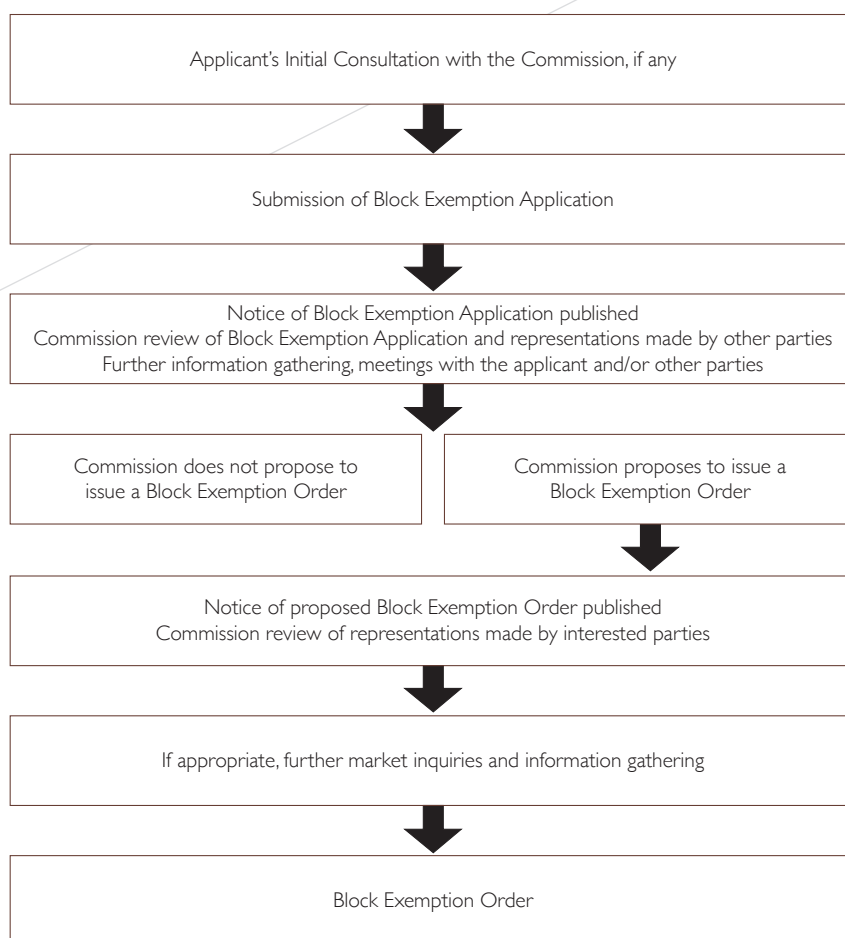 Applicant’s Initial Consultation with the Commission, if any
Submission of Block Exemption Application
Notice of Block Exemption Application published
Commission review of Block Exemption Application and representations made by other parties
Further information gathering, meetings with the applicant and/or other parties
Commission does not propose to
issue a Block Exemption Order
Commission proposes to issue a
Block Exemption Order
Notice of proposed Block Exemption Order published
Commission review of representations made by interested parties
If appropriate, further market inquiries and information gathering
Block Exemption Order